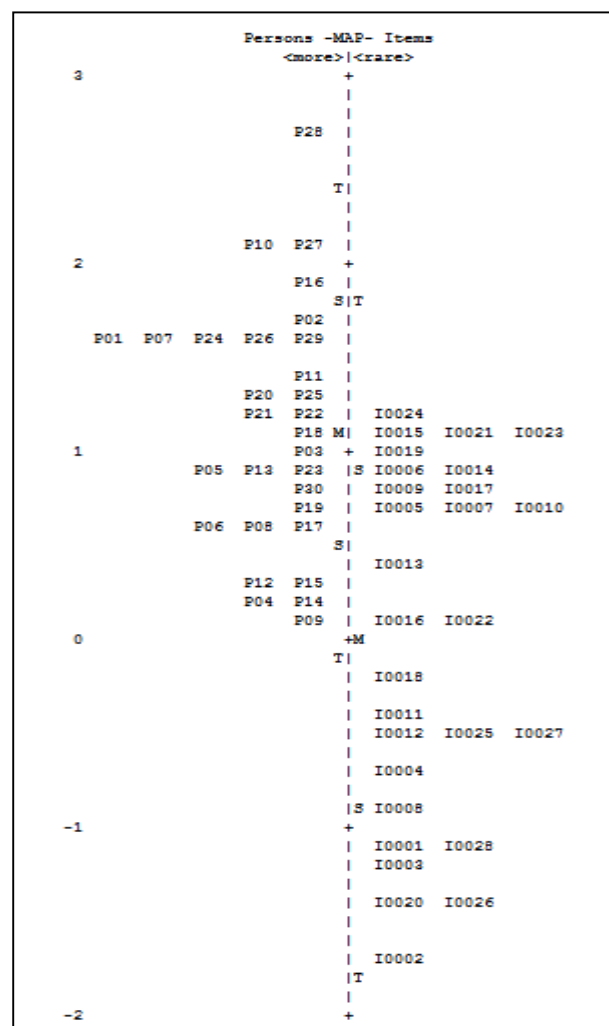 Persons -MAP- Items
<more>|<rare>
3 +
|
|
P28 |
|
|
T|
|
|
P10 P27 |
2 +
P16 |
S|T
P02 |
P01 P07 P24 P26 P29 |
|
P11 |
P20 P25 |
P21 P22 | I0024
P18 M| I0015 I0021 I0023
1 P03 + I0019
P05 P13 P23 |S I0006 I0014
P30 | I0009 I0017
P19 | I0005 I0007 I0010
P06 P08 P17 |
S|
| I0013
P12 P15 |
P04 P14 |
P09 | I0016 I0022
0 +M
T|
| I0018
|
| I0011
| I0012 I0025 I0027
|
| I0004
|
|S I0008
-1 +
| I0001 I0028
| I0003
|
| I0020 I0026
|
|
| I0002
|T
|
-2 +